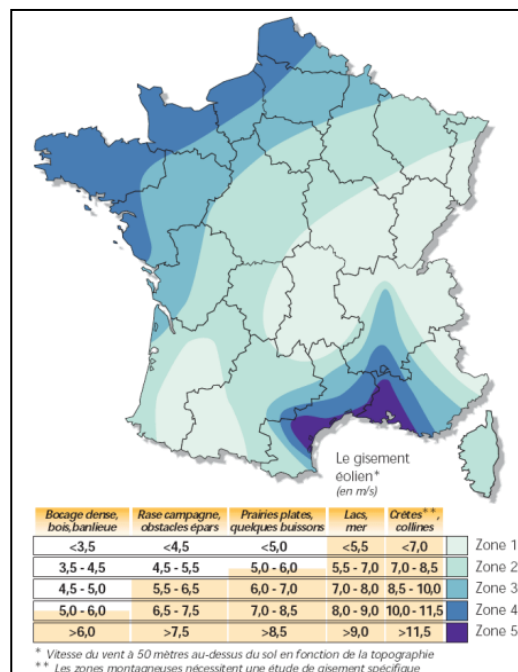 Le gisement
éolien*
(en m/s)
Bocage dense, Rase campagne, Prairies plates, Lacs, Crêtes**,
bois,banlieue obstacles épars quelques buissons mer collines
<3,5 <4,5 <5,0 <5,5 <7,0 Zone 1
3,5 - 4,5 4,5 - 5,5 5,0 - 6,0 5,5 - 7,0 7,0 - 8,5 Zone 2
4,5 - 5,0 5,5 - 6,5 6,0 - 7,0 7,0 - 8,0 8,5 - 10,0 Zone 3
5,0 - 6,0 6,5 - 7,5 7,0 - 8,5 8,0 - 9,0 10,0 - 11,5 Zone 4
>6,0 >7,5 >8,5 >9,0 >11,5 Zone 5
* Vitesse du vent à 50 mètres au-dessus du sol en fonction de la topographie
** Les zones montagneuses nécessitent une étude de gisement spécifique